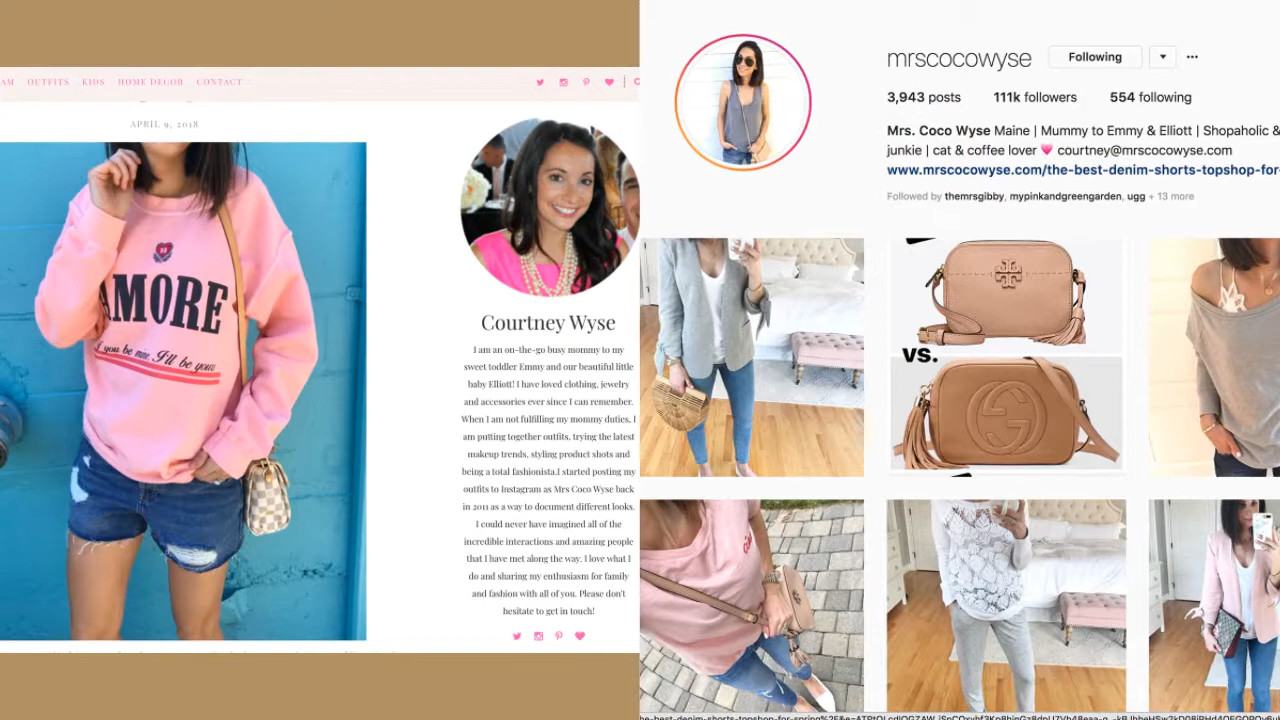 AM OUTFITS KIDS HOME DECOR CONTACT
APRIL 9, 2018
AMORE
if you be mine I'll be yours
Courtney Wyse
I am an on-the-go busy mommy to my
sweet toddler Emmy and our beautiful little
baby Elliott! I have loved clothing, jewelry
and accessories ever since I can remember.
When I am not fulfilling my mommy duties, I
am putting together outfits, trying the latest
makeup trends, styling product shots and
being a total fashionista.I started posting my
outfits to Instagram as Mrs Coco Wyse back
in 2011 as a way to document different looks.
I could never have imagined all of the
incredible interactions and amazing people
that I have met along the way. I love what I
do and sharing my enthusiasm for family
and fashion with all of you. Please don't
hesitate to get in touch!
mrscocowyse Following
3,943 posts 111k followers 554 following
Mrs. Coco Wyse Maine | Mummy to Emmy & Elliott | Shopaholic &
junkie | cat & coffee lover 💗 courtney@mrscocowyse.com
www.mrscocowyse.com/the-best-denim-shorts-topshop-for-
Followed by themrsgibby, mypinkandgreengarden, ugg + 13 more
vs.